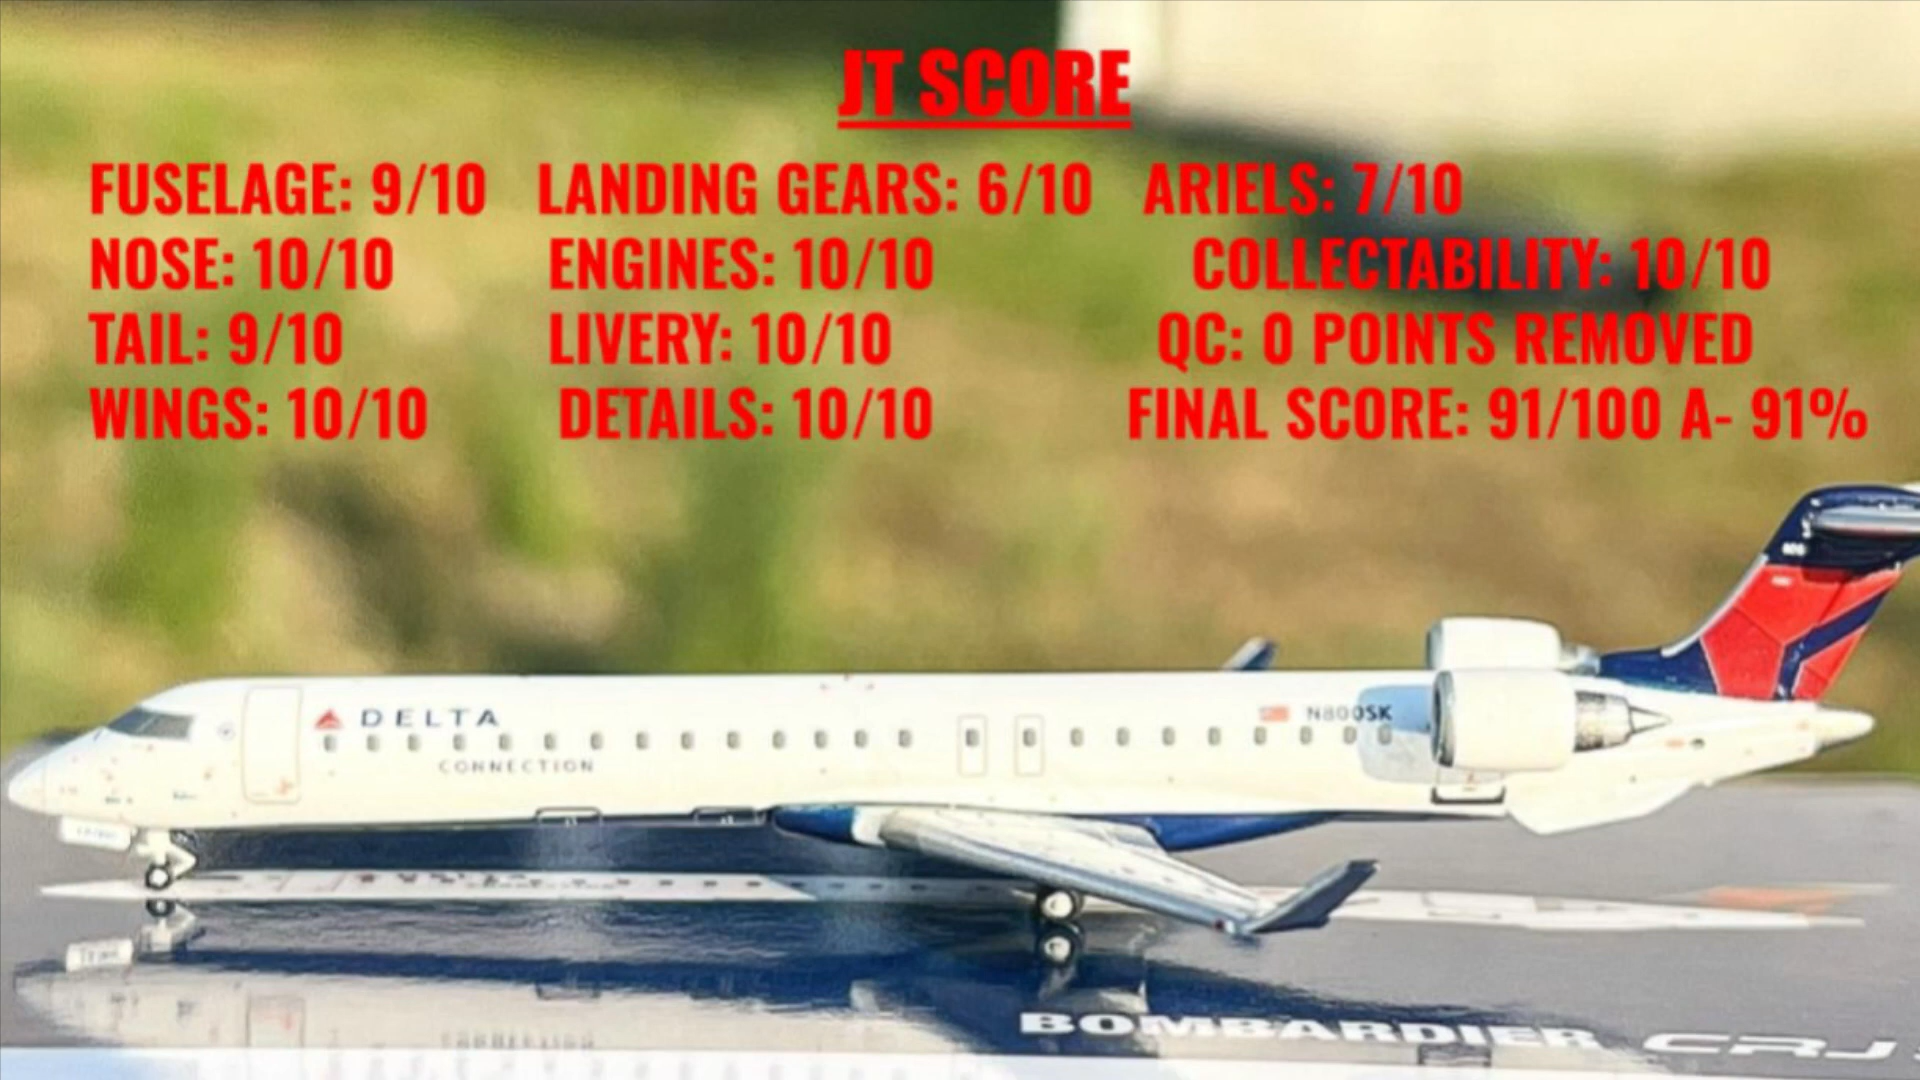 JT SCORE
FUSELAGE: 9/10 LANDING GEARS: 6/10 ARIELS: 7/10
NOSE: 10/10 ENGINES: 10/10 COLLECTABILITY: 10/10
TAIL: 9/10 LIVERY: 10/10 QC: 0 POINTS REMOVED
WINGS: 10/10 DETAILS: 10/10 FINAL SCORE: 91/100 A- 91%
DELTA
CONNECTION
N800SK
BOMBARDIER CRJ